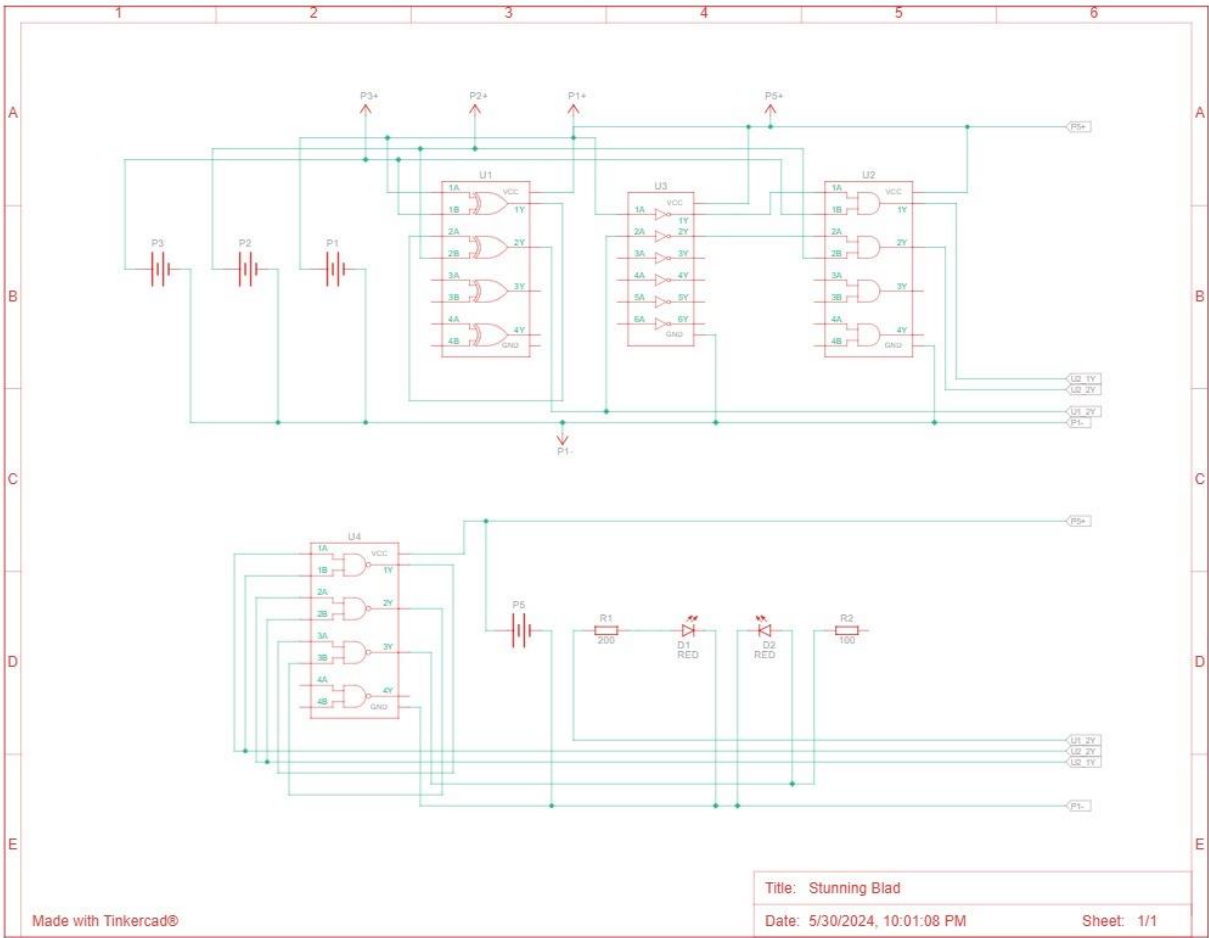 1 2 3 4 5 6
A A
P3+ P2+ P1+ P5+
P5+
U1 U3 U2
1A VCC
1B 1Y
2A 2Y
2B
3A 3Y
3B
4A 4Y
4B GND
VCC
1A 1Y
2A 2Y
3A 3Y
4A 4Y
5A 5Y
6A 6Y
GND
1A VCC
1B 1Y
2A 2Y
2B
3A 3Y
3B
4A 4Y
4B GND
P3 P2 P1
B B
U2_1Y
U2_2Y
U1_2Y
P1-
P1-
C C
P5+
U4
1A VCC
1B 1Y
2A 2Y
2B
3A 3Y
3B
4A 4Y
4B GND
P5 R1 R2
200 D1 D2 100
RED RED
D D
U1_2Y
U2_2Y
U2_1Y
P1-
E E
Title: Stunning Blad
Made with Tinkercad® Date: 5/30/2024, 10:01:08 PM Sheet: 1/1